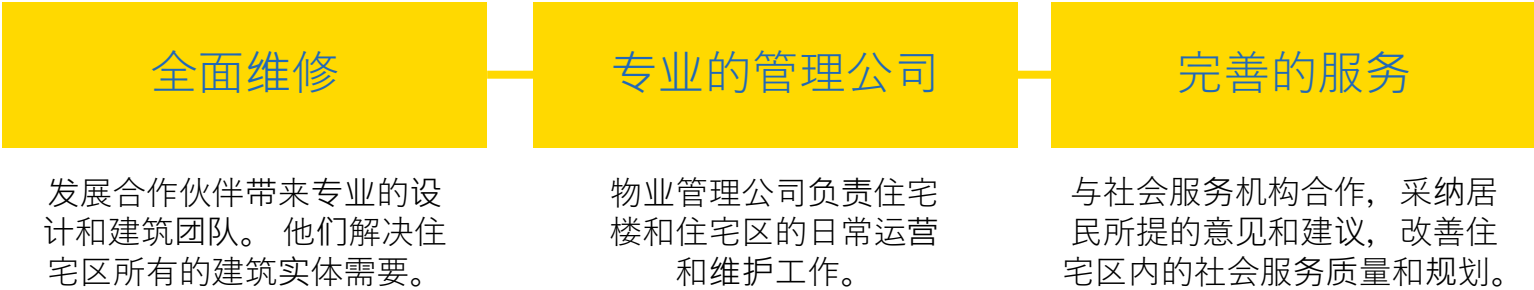 全面维修
发展合作伙伴带来专业的设
计和建筑团队。 他们解决住
宅区所有的建筑实体需要。
专业的管理公司
物业管理公司负责住宅
楼和住宅区的日常运营
和维护工作。
完善的服务
与社会服务机构合作，采纳居
民所提的意见和建议，改善住
宅区内的社会服务质量和规划。